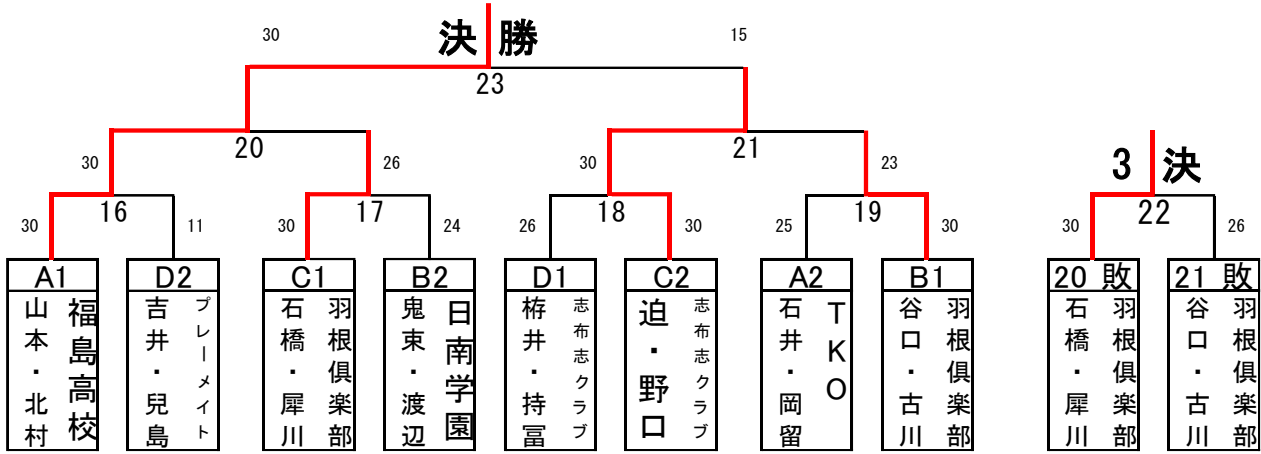 30
決勝
15
23
20
21
30
26
30
23
3決
16
17
18
19
22
30
11
30
24
26
30
25
30
30
26
A1
D2
C1
B2
D1
C2
A2
B1
20 敗
21 敗
福島高校
山本・北村
プレーメイト
吉井・兒島
羽根倶楽部
石橋・犀川
日南学園
鬼束・渡辺
志布志クラブ
栫井・持冨
志布志クラブ
迫・野口
TKO
石井・岡留
羽根倶楽部
谷口・古川
羽根倶楽部
石橋・犀川
羽根倶楽部
谷口・古川